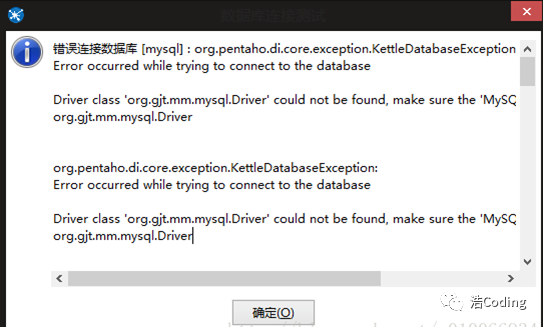 数据库连接测试
错误连接数据库 [mysql] : org.pentaho.di.core.exception.KettleDatabaseException
Error occurred while trying to connect to the database
Driver class 'org.gjt.mm.mysql.Driver' could not be found, make sure the 'MySQ
org.gjt.mm.mysql.Driver
org.pentaho.di.core.exception.KettleDatabaseException:
Error occurred while trying to connect to the database
Driver class 'org.gjt.mm.mysql.Driver' could not be found, make sure the 'MySQ
org.gjt.mm.mysql.Driver
浩Coding
确定(O)